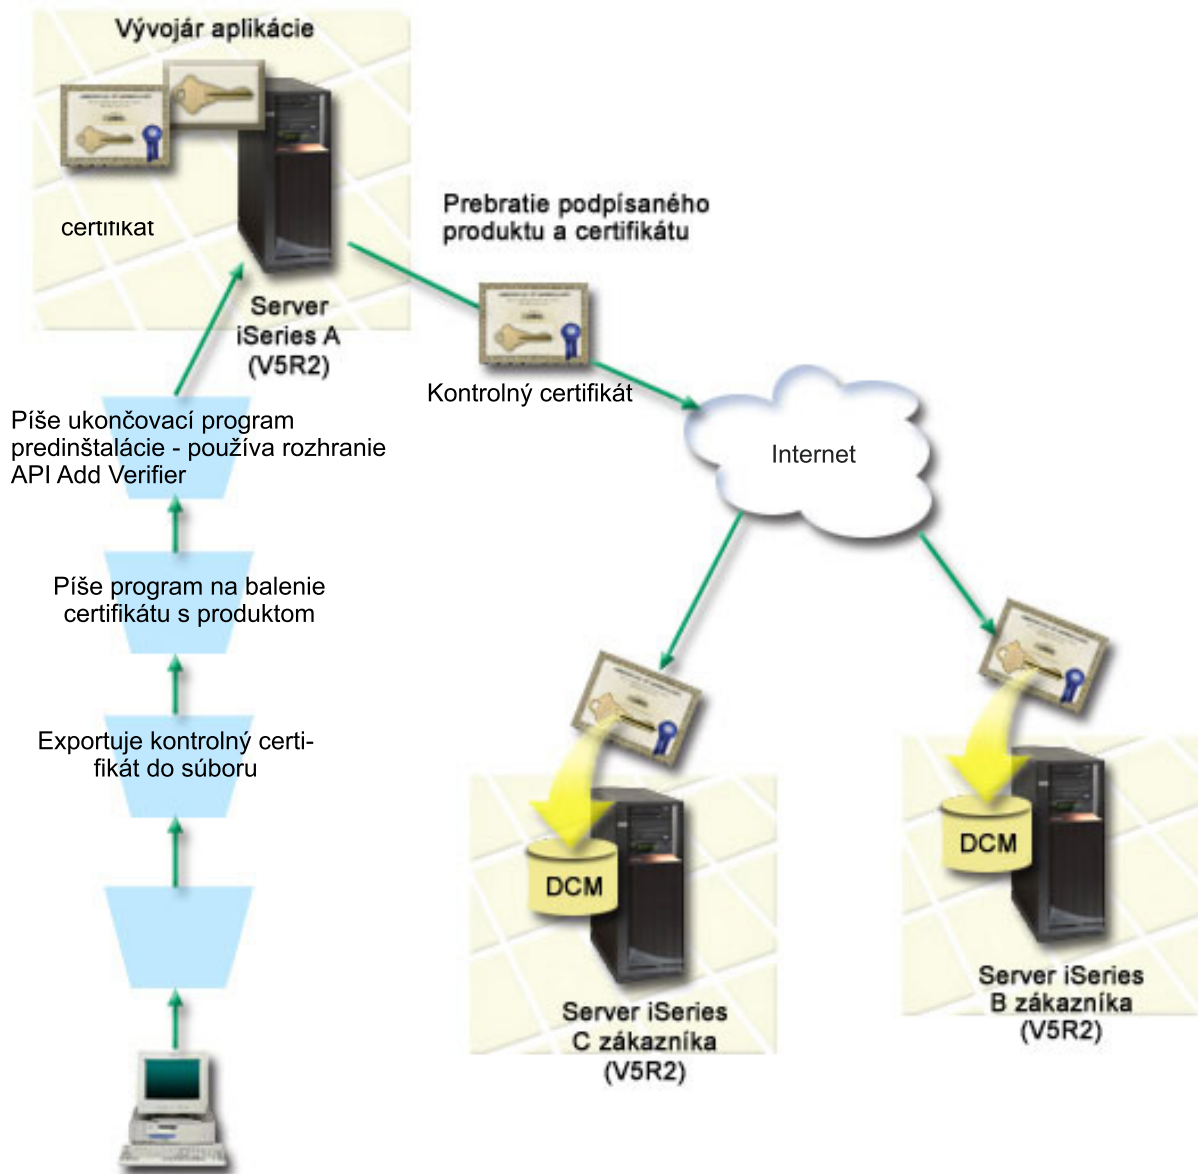 Vývojár aplikácie
certifikát
Server
iSeries A
(V5R2)
Prebratie podpísaného
produktu a certifikátu
Kontrolný certifikát
Internet
Píše ukončovací program
predinštalácie - používa rozhranie
API Add Verifier
Píše program na balenie
certifikátu s produktom
Exportuje kontrolný certi-
fikát do súboru
DCM
Server iSeries
C zákazníka
(V5R2)
DCM
Server iSeries
B zákazníka
(V5R2)